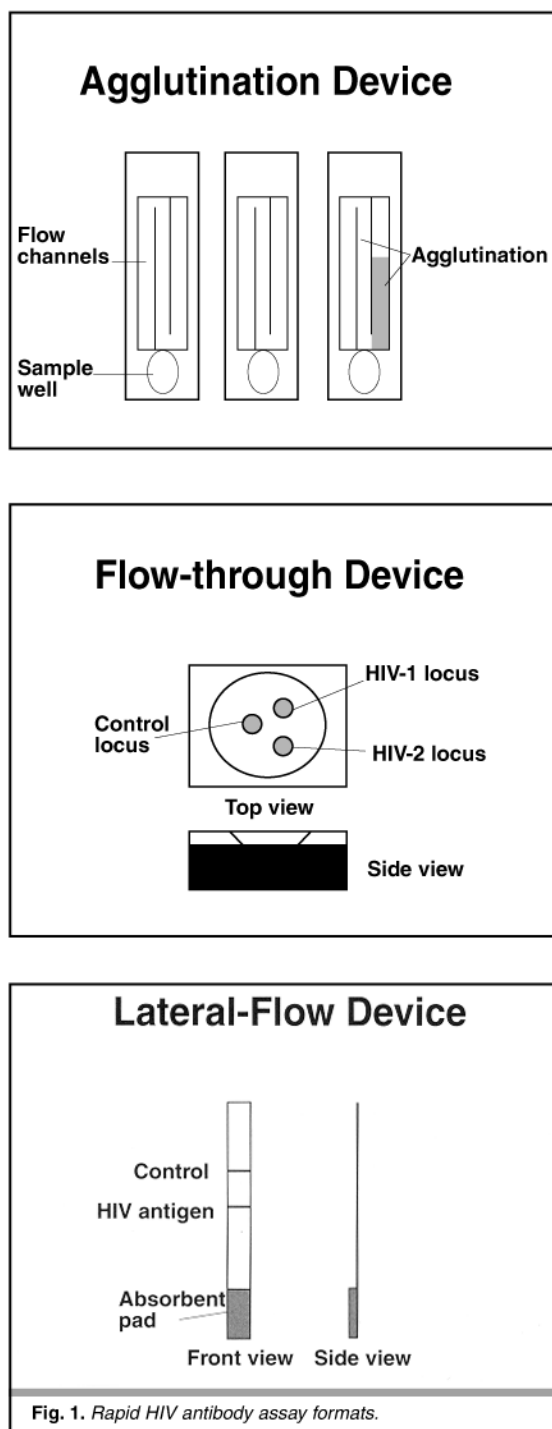 Agglutination Device
Flow
channels
Agglutination
Sample
well
Flow-through Device
HIV-1 locus
Control
locus
HIV-2 locus
Top view
Side view
Lateral-Flow Device
Control
HIV antigen
Absorbent
pad
Front view Side view
Fig. 1. Rapid HIV antibody assay formats.